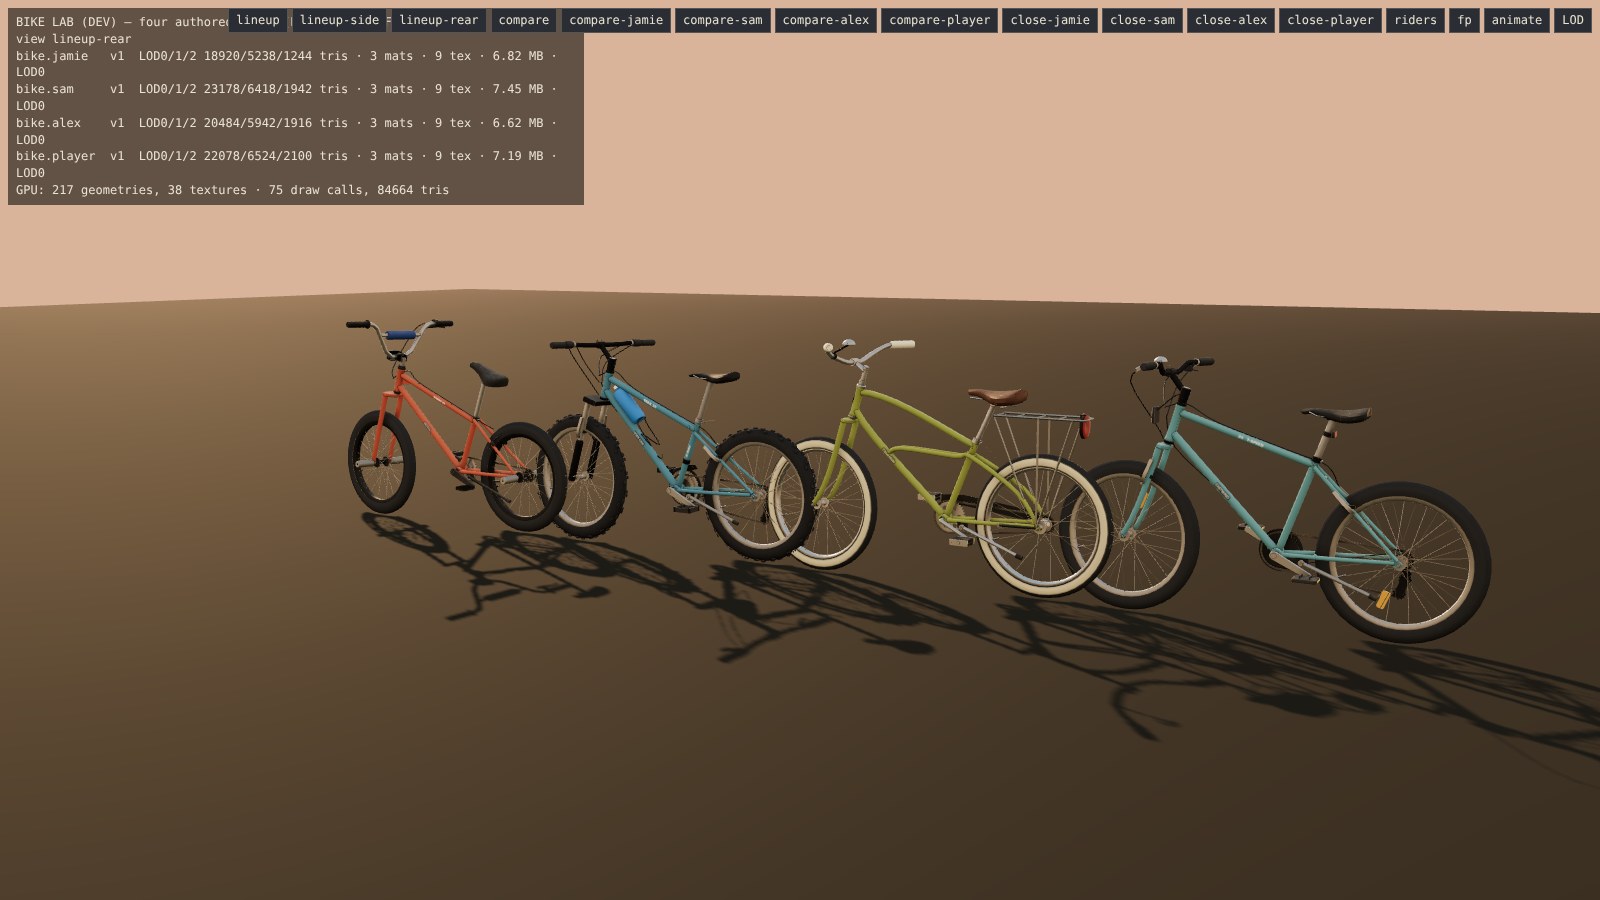 BIKE LAB (DEV) — four authored
lineup lineup-side lineup-rear compare compare-jamie compare-sam compare-alex compare-player close-jamie close-sam close-alex close-player riders fp animate LOD
view lineup-rear
bike.jamie v1 LOD0/1/2 18920/5238/1244 tris · 3 mats · 9 tex · 6.82 MB ·
LOD0
bike.sam v1 LOD0/1/2 23178/6418/1942 tris · 3 mats · 9 tex · 7.45 MB ·
LOD0
bike.alex v1 LOD0/1/2 20484/5942/1916 tris · 3 mats · 9 tex · 6.62 MB ·
LOD0
bike.player v1 LOD0/1/2 22078/6524/2100 tris · 3 mats · 9 tex · 7.19 MB ·
LOD0
GPU: 217 geometries, 38 textures · 75 draw calls, 84664 tris